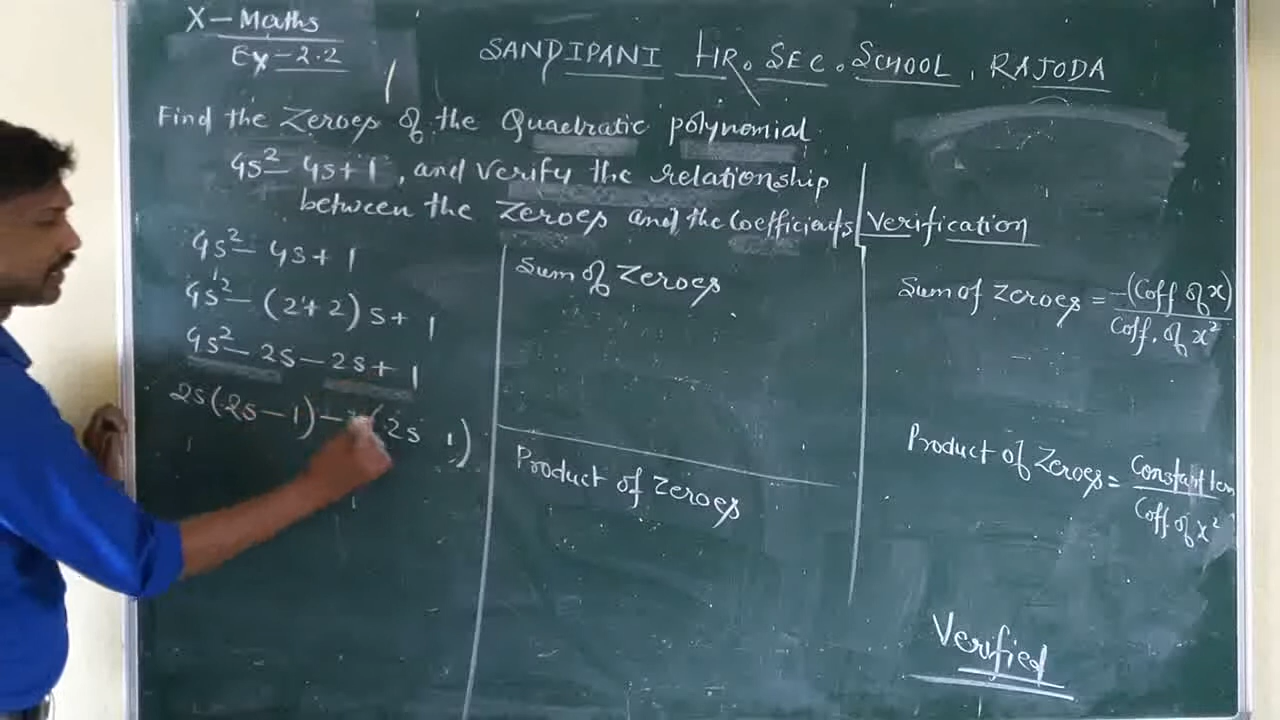 X - Maths
Ex - 2.2
SANDIPANI HR. SEC. SCHOOL, RAJODA
Find the Zeroes of the Quadratic polynomial
4s² - 4s + 1, and verify the relationship
between the Zeroes and the Coefficients
4s² - 4s + 1
4s² - (2 + 2) s + 1
4s² - 2s - 2s + 1
2s(2s - 1) - (2s 1)
Sum of Zeroes
Product of Zeroes
Verification
Sum of Zeroes = -(Coff of x)
Coff. of x²
Product of Zeroes = Constant
Coff of x²
Verified